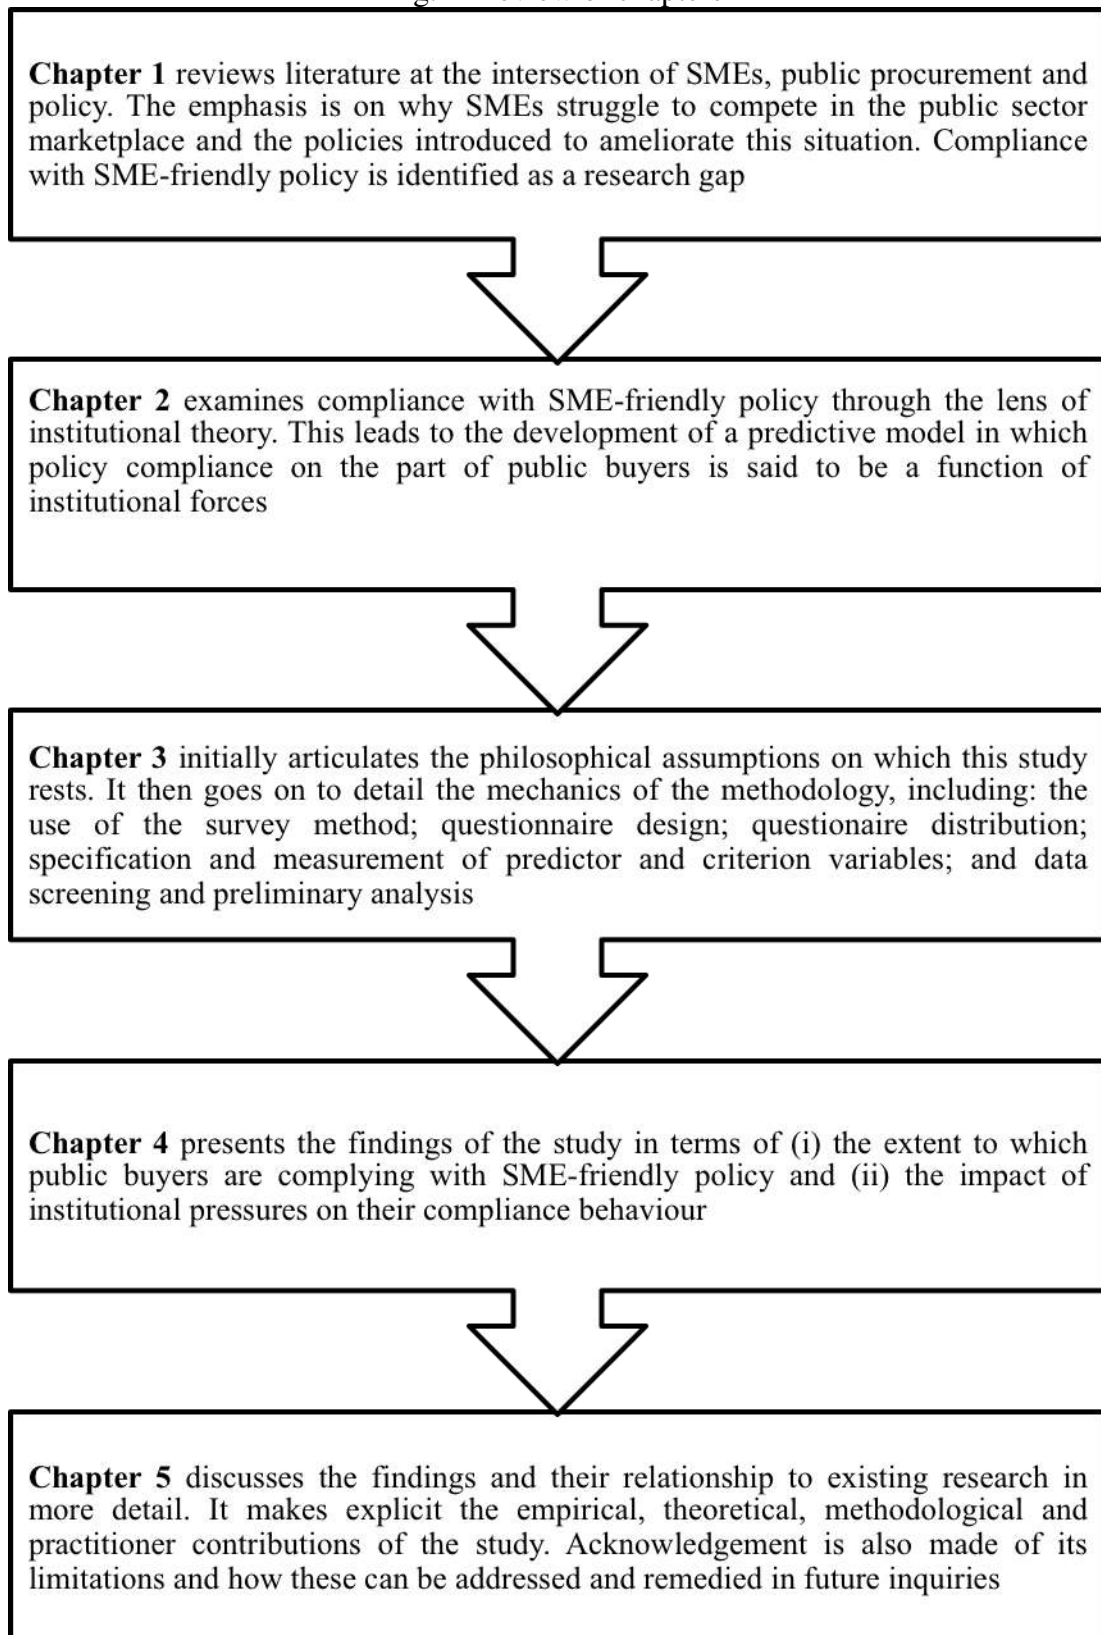 Chapter 1 reviews literature at the intersection of SMEs, public procurement and
policy. The emphasis is on why SMEs struggle to compete in the public sector
marketplace and the policies introduced to ameliorate this situation. Compliance
with SME-friendly policy is identified as a research gap
Chapter 2 examines compliance with SME-friendly policy through the lens of
institutional theory. This leads to the development of a predictive model in which
policy compliance on the part of public buyers is said to be a function of
institutional forces
Chapter 3 initially articulates the philosophical assumptions on which this study
rests. It then goes on to detail the mechanics of the methodology, including: the
use of the survey method; questionnaire design; questionaire distribution;
specification and measurement of predictor and criterion variables; and data
screening and preliminary analysis
Chapter 4 presents the findings of the study in terms of (i) the extent to which
public buyers are complying with SME-friendly policy and (ii) the impact of
institutional pressures on their compliance behaviour
Chapter 5 discusses the findings and their relationship to existing research in
more detail. It makes explicit the empirical, theoretical, methodological and
practitioner contributions of the study. Acknowledgement is also made of its
limitations and how these can be addressed and remedied in future inquiries